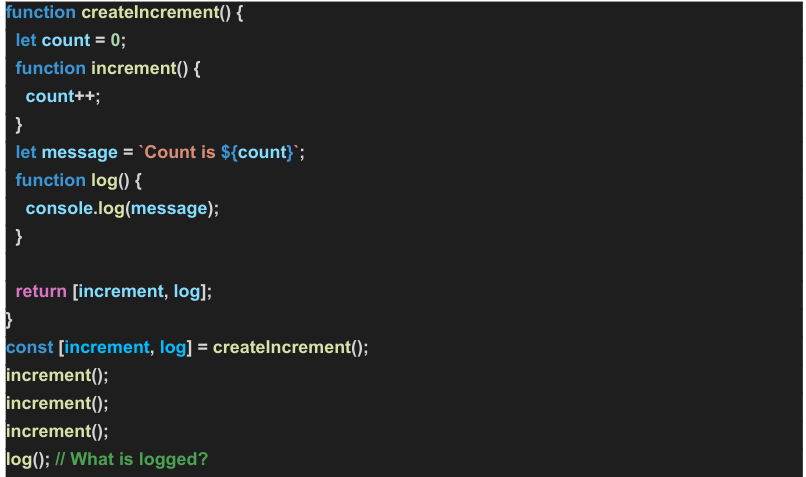 function createIncrement() {
let count = 0;
function increment() {
count++;
}
let message = `Count is ${count}`;
function log() {
console.log(message);
}
return [increment, log];
}
const [increment, log] = createIncrement();
increment();
increment();
increment();
log(); // What is logged?